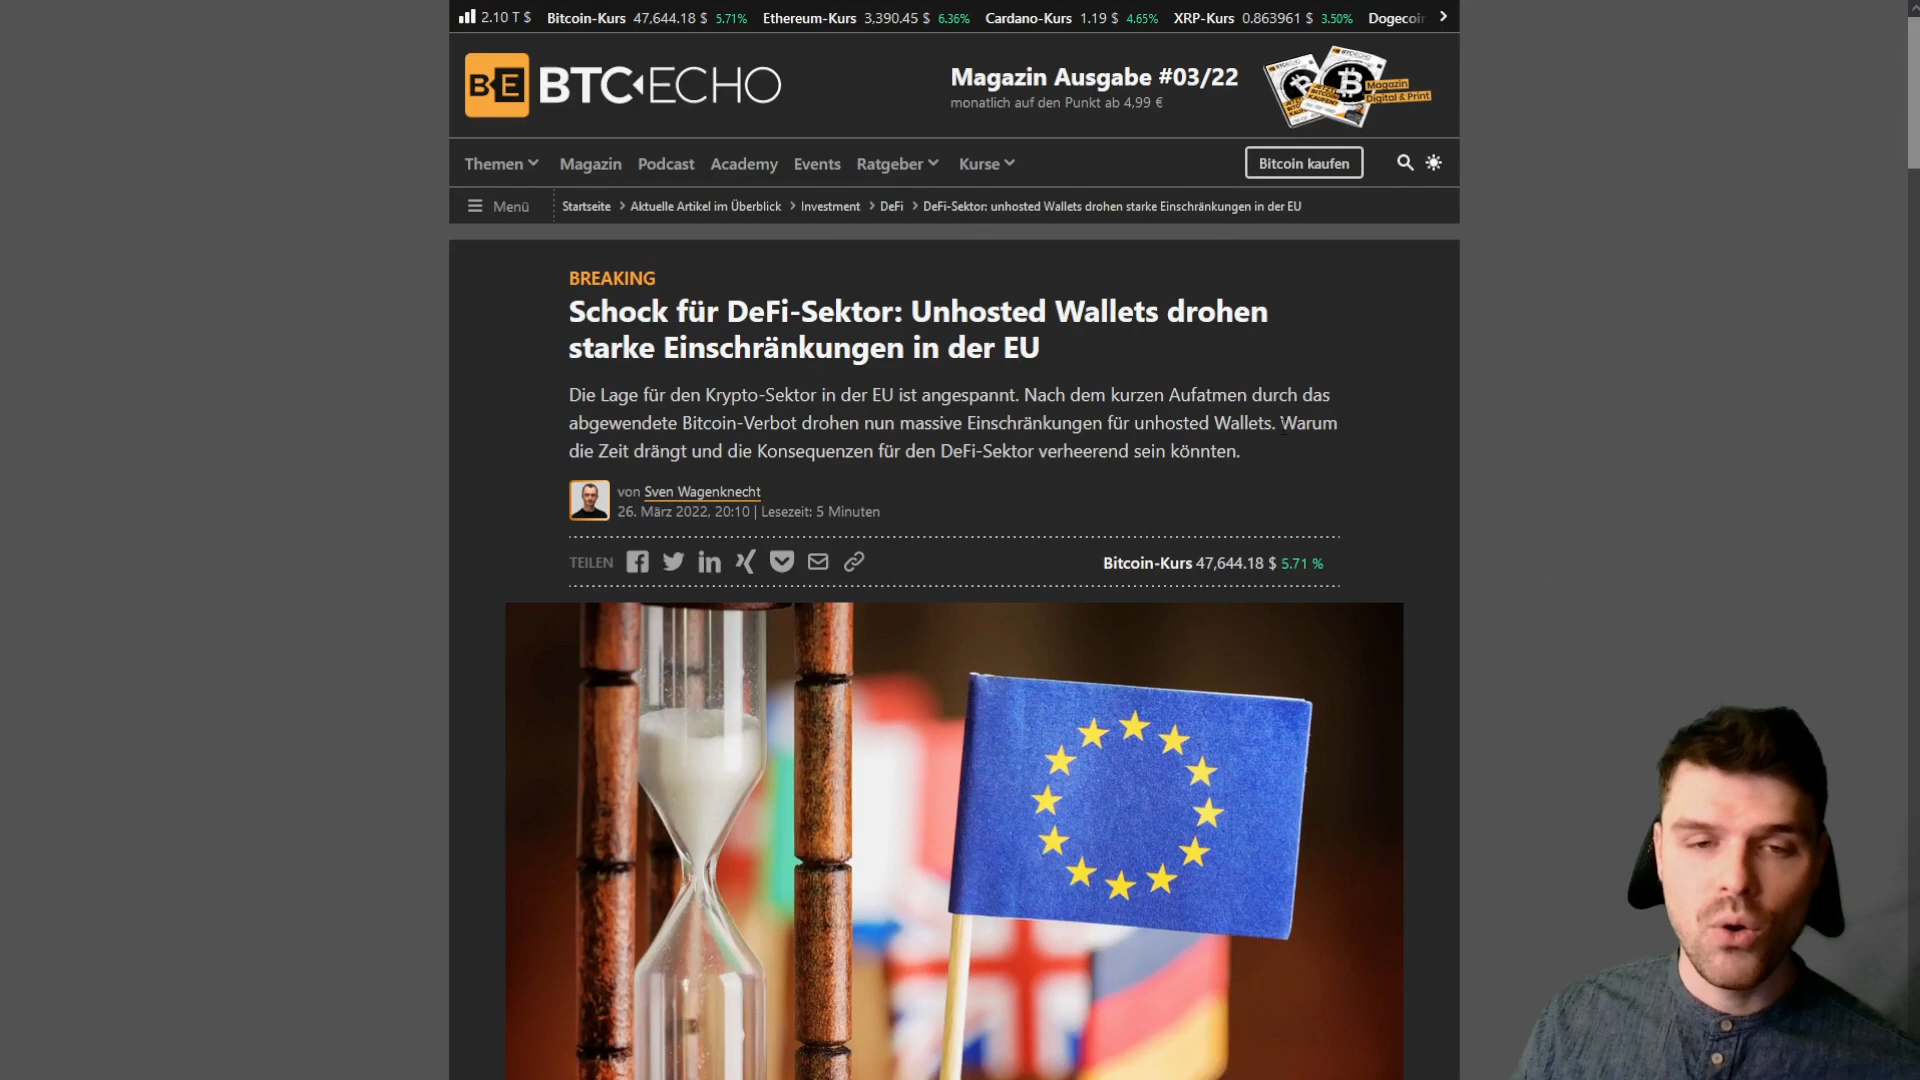 2.10 T $ Bitcoin-Kurs 47,644.18 $ 5.71% Ethereum-Kurs 3,390.45 $ 6.36% Cardano-Kurs 1.19 $ 4.65% XRP-Kurs 0.863961 $ 3.50% Dogecoi
BE BTC ECHO
Magazin Ausgabe #03/22
monatlich auf den Punkt ab 4,99 €
Magazin
Digital & Print
Themen Magazin Podcast Academy Events Ratgeber Kurse Bitcoin kaufen
Menü Startseite > Aktuelle Artikel im Überblick > Investment > DeFi > DeFi-Sektor: unhosted Wallets drohen starke Einschränkungen in der EU
BREAKING
Schock für DeFi-Sektor: Unhosted Wallets drohen
starke Einschränkungen in der EU
Die Lage für den Krypto-Sektor in der EU ist angespannt. Nach dem kurzen Aufatmen durch das
abgewendete Bitcoin-Verbot drohen nun massive Einschränkungen für unhosted Wallets. Warum
die Zeit drängt und die Konsequenzen für den DeFi-Sektor verheerend sein könnten.
von Sven Wagenknecht
26. März 2022, 20:10 | Lesezeit: 5 Minuten
TEILEN Bitcoin-Kurs 47,644.18 $ 5.71 %